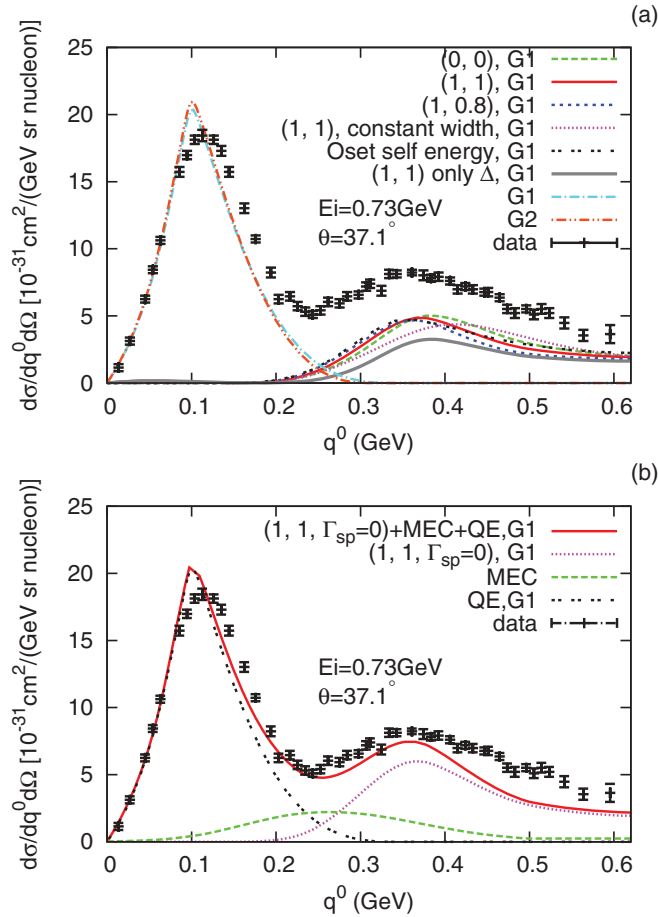 (a)
dσ/dq⁰dΩ [10⁻³¹cm²/(GeV sr nucleon)]
25
20
15
10
5
0
(0, 0), G1
(1, 1), G1
(1, 0.8), G1
(1, 1), constant width, G1
Oset self energy, G1
(1, 1) only Δ, G1
G1
G2
data
Ei=0.73GeV
θ=37.1°
0 0.1 0.2 0.3 0.4 0.5 0.6
q⁰ (GeV)
(b)
dσ/dq⁰dΩ [10⁻³¹cm²/(GeV sr nucleon)]
25
20
15
10
5
0
(1, 1, Γsp=0)+MEC+QE,G1
(1, 1, Γsp=0), G1
MEC
QE,G1
data
Ei=0.73GeV
θ=37.1°
0 0.1 0.2 0.3 0.4 0.5 0.6
q⁰ (GeV)